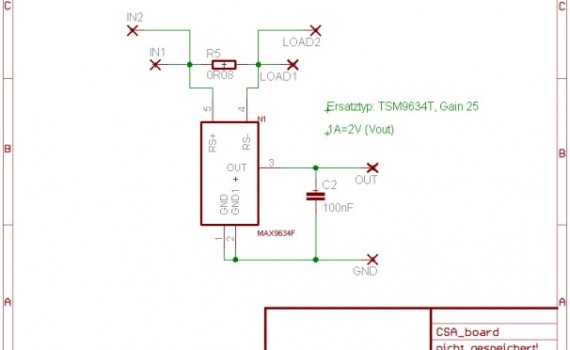 C
C
IN2
LOAD2
IN1
R5
0R08
LOAD1
Ersatztyp: TSM9634T, Gain 25
1A=2V (Vout)
5
4
N1
RS+
RS-
B
B
OUT
3
OUT
C2
100nF
GND
GND1
MAX9634F
1
2
GND
A
A
CSA_board
nicht gespeichert!